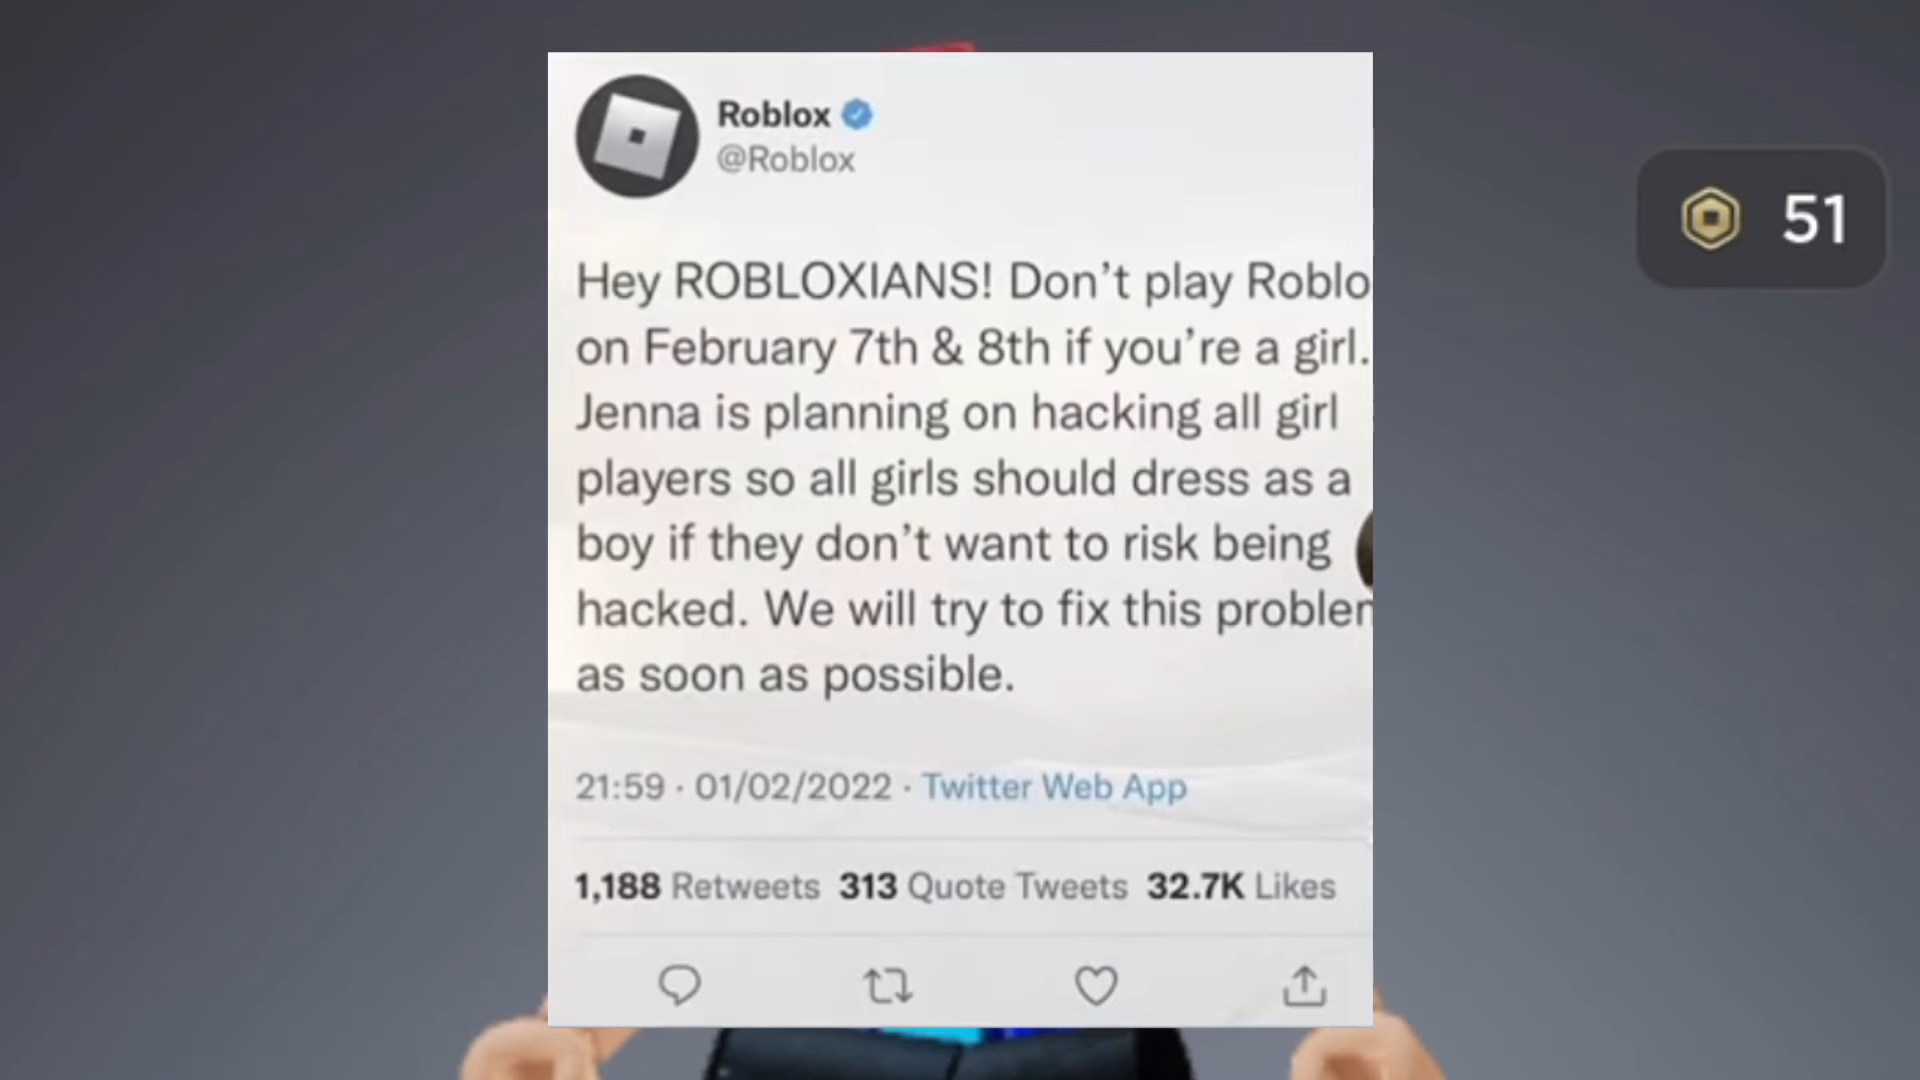 Roblox
@Roblox
51
Hey ROBLOXIANS! Don't play Roblo
on February 7th & 8th if you're a girl.
Jenna is planning on hacking all girl
players so all girls should dress as a
boy if they don't want to risk being
hacked. We will try to fix this problem
as soon as possible.
21:59 · 01/02/2022 · Twitter Web App
1,188 Retweets 313 Quote Tweets 32.7K Likes